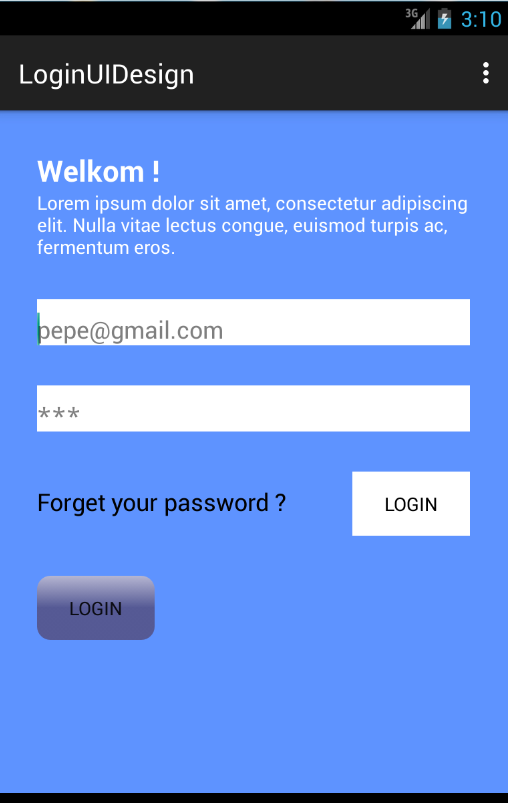 3G 3:10
LoginUIDesign
Welkom !
Lorem ipsum dolor sit amet, consectetur adipiscing
elit. Nulla vitae lectus congue, euismod turpis ac,
fermentum eros.
pepe@gmail.com
***
Forget your password ? LOGIN
LOGIN